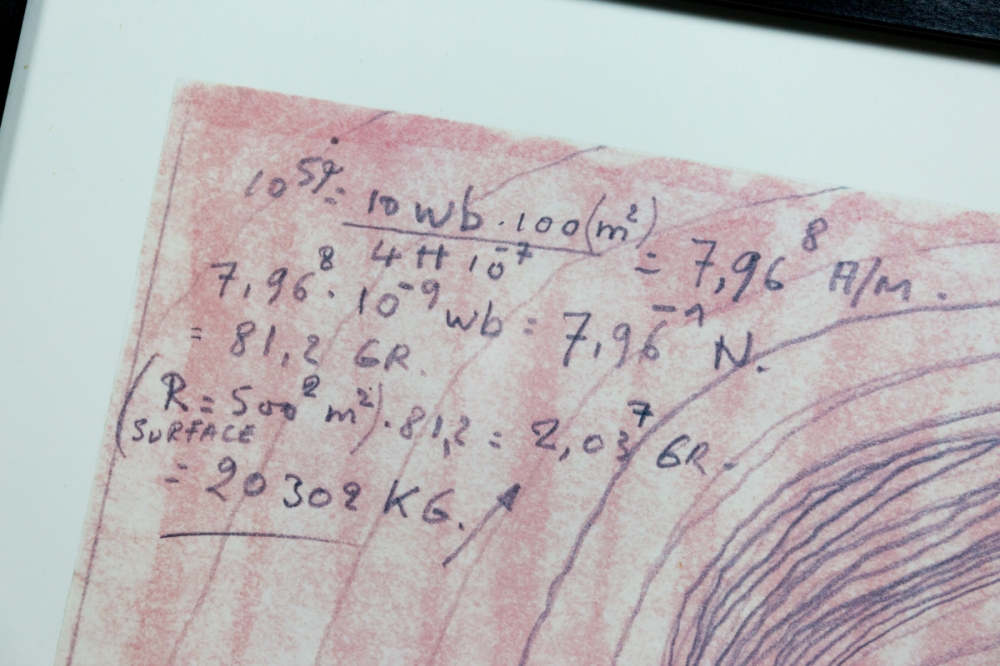 = 10 Wb . 100 (m²) / 4π 10⁻⁷ = 7,96⁸ A/M.
7,96⁸ . 10⁻⁹ Wb = 7,96⁻¹ N.
= 81,2 GR.
(R = 500² m²) . 81,2 = 2,03⁷ GR.
SURFACE
= 20302 KG.